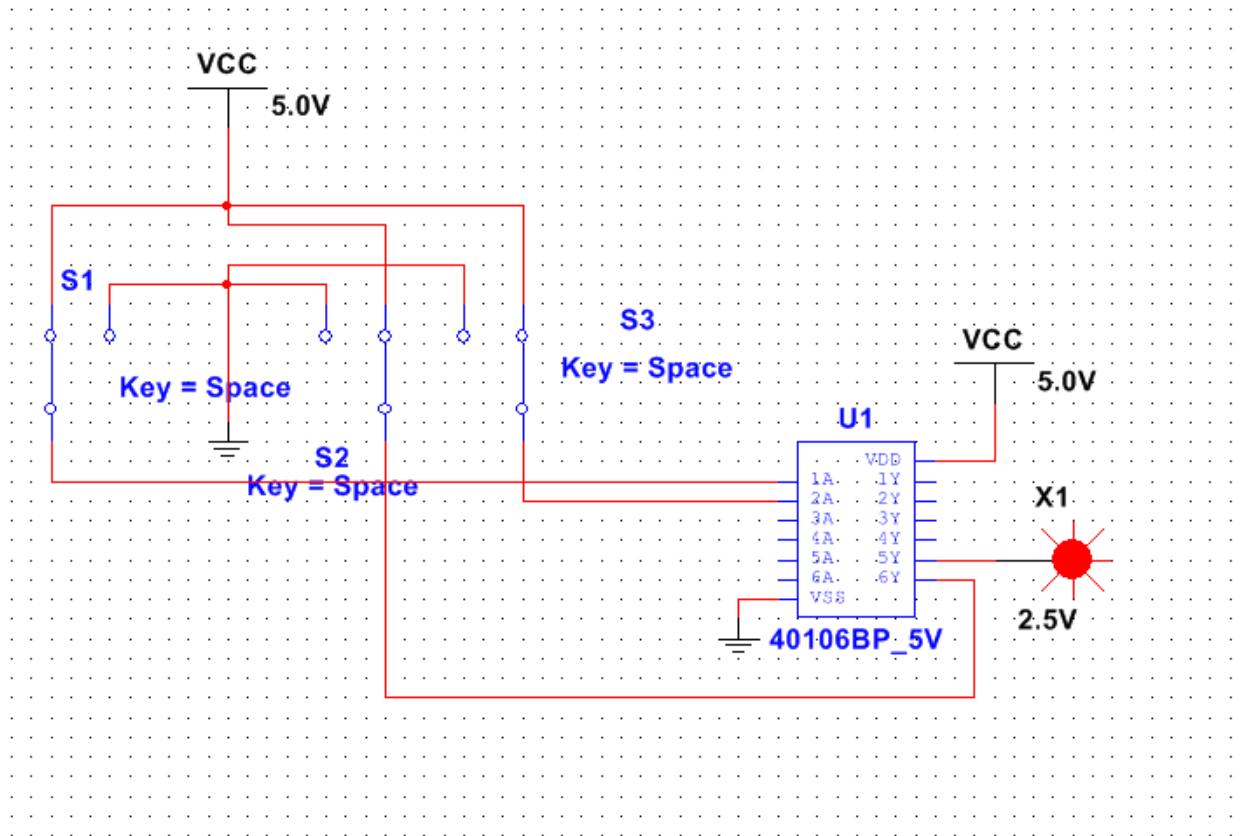 VCC
5.0V
S1
S3
Key = Space
VCC
Key = Space
5.0V
U1
S2
VDD
Key = Space
1A 1Y
2A 2Y
X1
3A 3Y
4A 4Y
5A 5Y
6A 6Y
VSS
2.5V
40106BP_5V